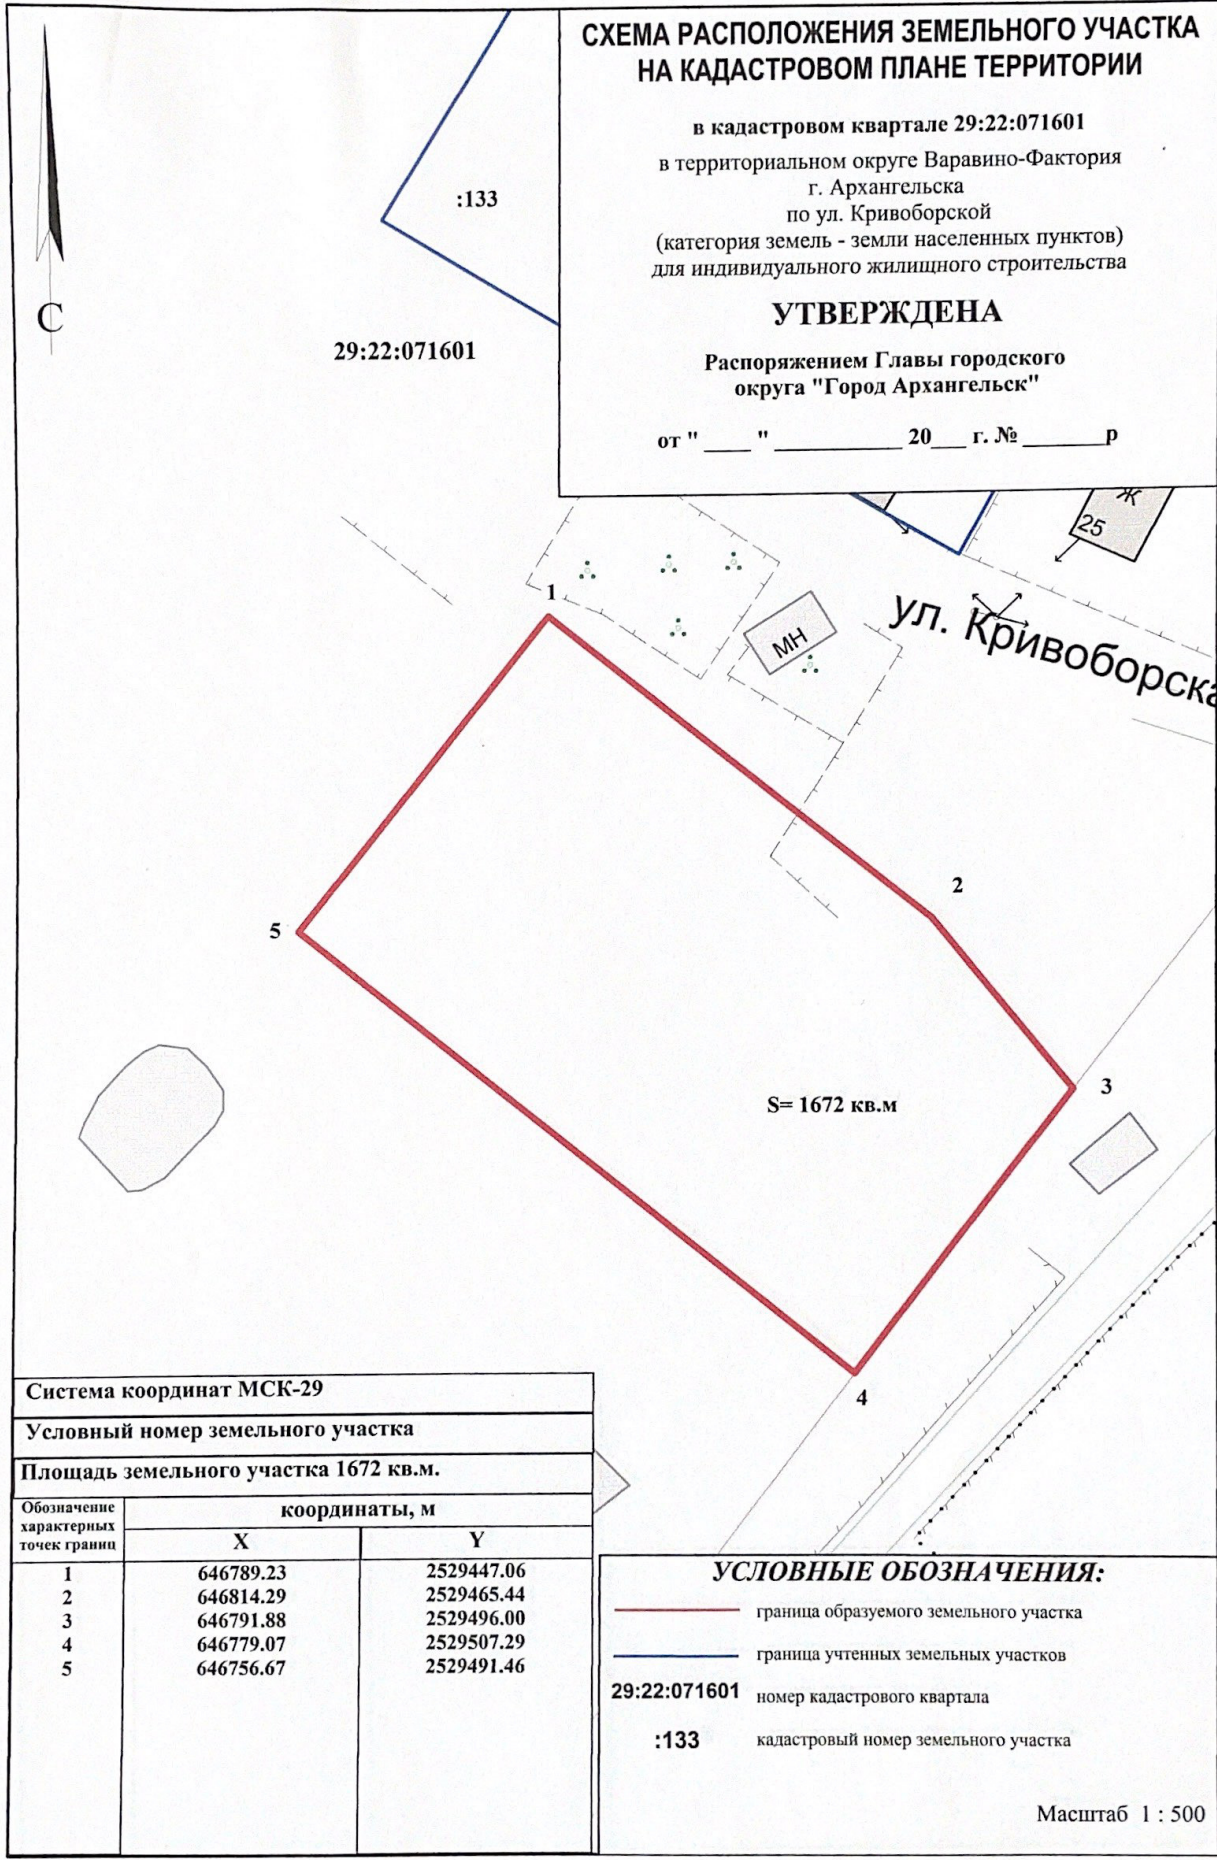 СХЕМА РАСПОЛОЖЕНИЯ ЗЕМЕЛЬНОГО УЧАСТКА
НА КАДАСТРОВОМ ПЛАНЕ ТЕРРИТОРИИ
в кадастровом квартале 29:22:071601
в территориальном округе Варавино-Фактория
г. Архангельска
по ул. Кривоборской
(категория земель - земли населенных пунктов)
для индивидуального жилищного строительства
УТВЕРЖДЕНА
Распоряжением Главы городского
округа "Город Архангельск"
от " ____ " ___________ 20___ г. № _______р
:133
С
29:22:071601
Ж
25
1
МН
ул. Кривоборска
2
5
3
S= 1672 кв.м
4
Система координат МСК-29
Условный номер земельного участка
Площадь земельного участка 1672 кв.м.
Обозначение характерных точек границ
координаты, м
X Y
1 646789.23 2529447.06
2 646814.29 2529465.44
3 646791.88 2529496.00
4 646779.07 2529507.29
5 646756.67 2529491.46
УСЛОВНЫЕ ОБОЗНАЧЕНИЯ:
граница образуемого земельного участка
граница учтенных земельных участков
29:22:071601 номер кадастрового квартала
:133 кадастровый номер земельного участка
Масштаб 1 : 500